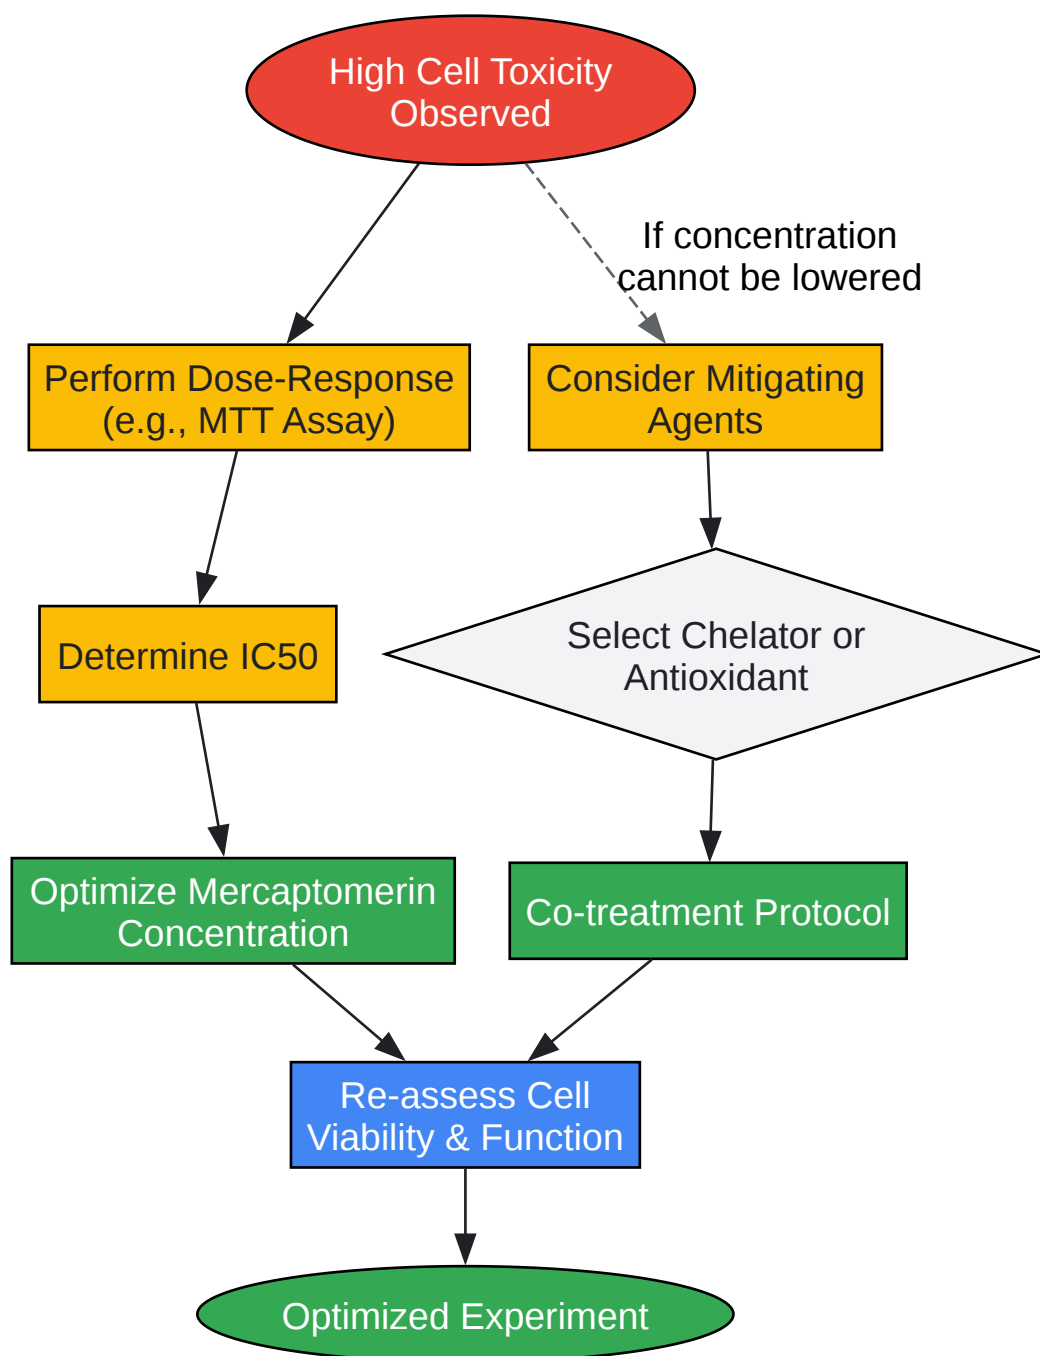 High Cell Toxicity
Observed
If concentration
cannot be lowered
Perform Dose-Response
(e.g., MTT Assay)
Consider Mitigating
Agents
Determine IC50
Select Chelator or
Antioxidant
Optimize Mercaptomerin
Concentration
Co-treatment Protocol
Re-assess Cell
Viability & Function
Optimized Experiment